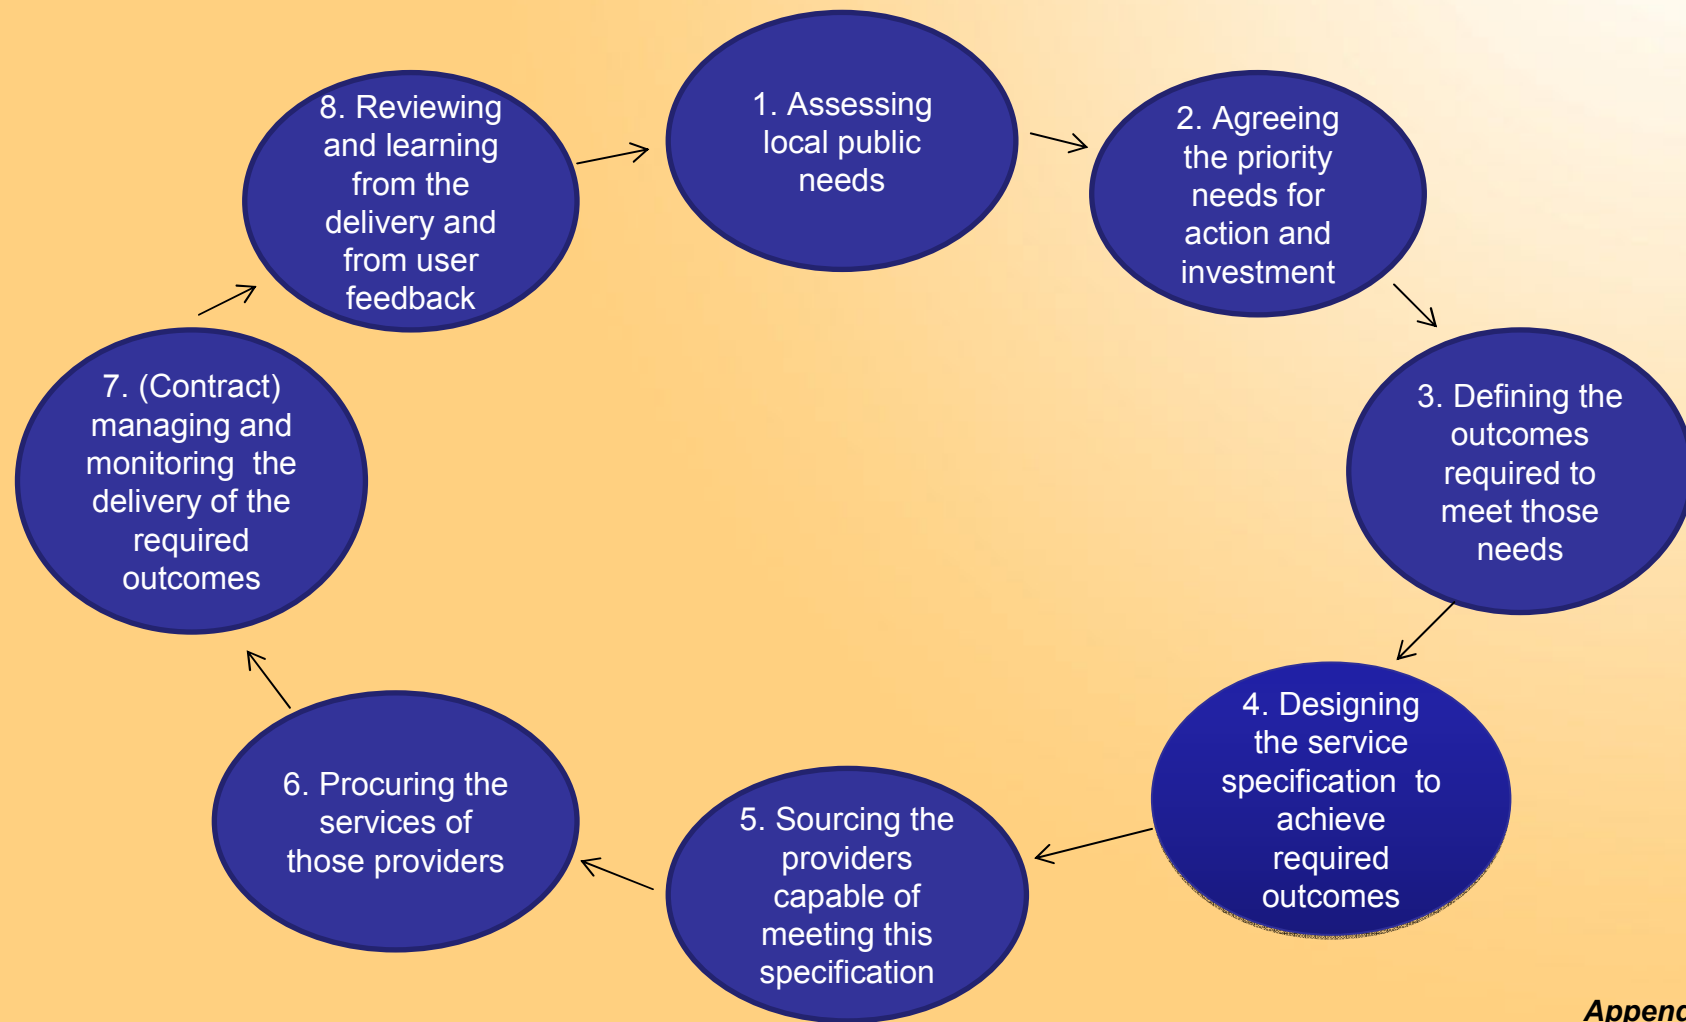 1. Assessing
local public
needs
2. Agreeing
the priority
needs for
action and
investment
3. Defining the
outcomes
required to
meet those
needs
4. Designing
the service
specification  to
achieve
required
outcomes
5. Sourcing the
providers
capable of
meeting this
specification
6. Procuring the
services of
those providers
7. (Contract)
managing and
monitoring  the
delivery of the
required
outcomes
8. Reviewing
and learning
from the
delivery and
from user
feedback
Append